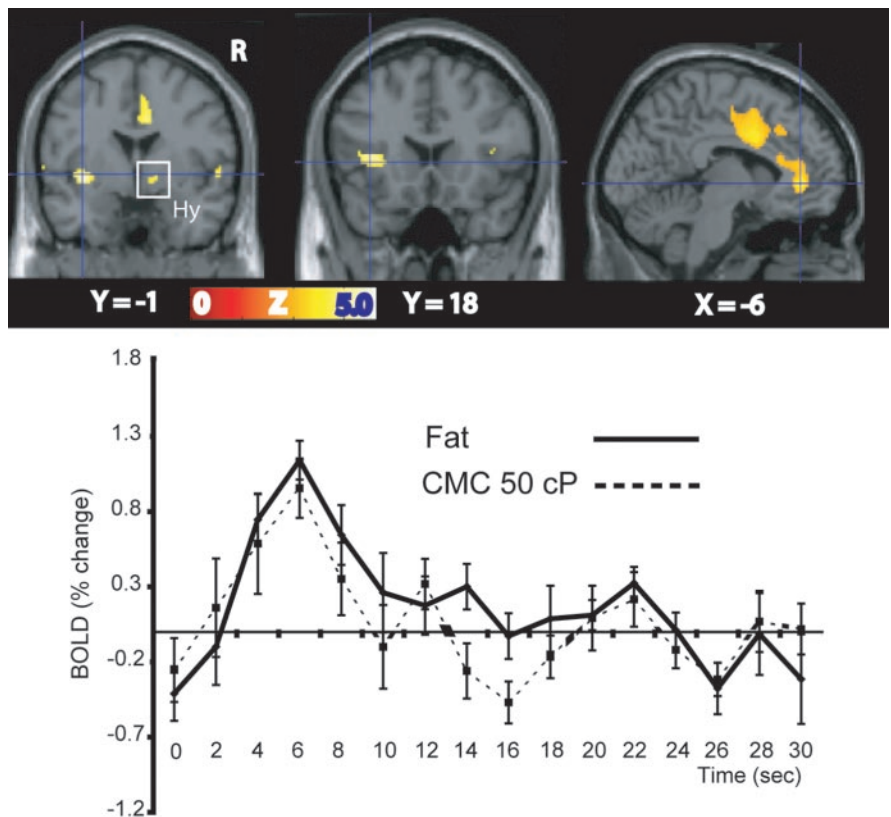 R
Hy
Y = -1
0 Z 5.0
Y = 18
X = -6
1.8
1.3
0.8
0.3
-0.2
-0.7
-1.2
BOLD (% change)
Fat
CMC 50 cP
0 2 4 6 8 10 12 14 16 18 20 22 24 26 28 30
Time (sec)